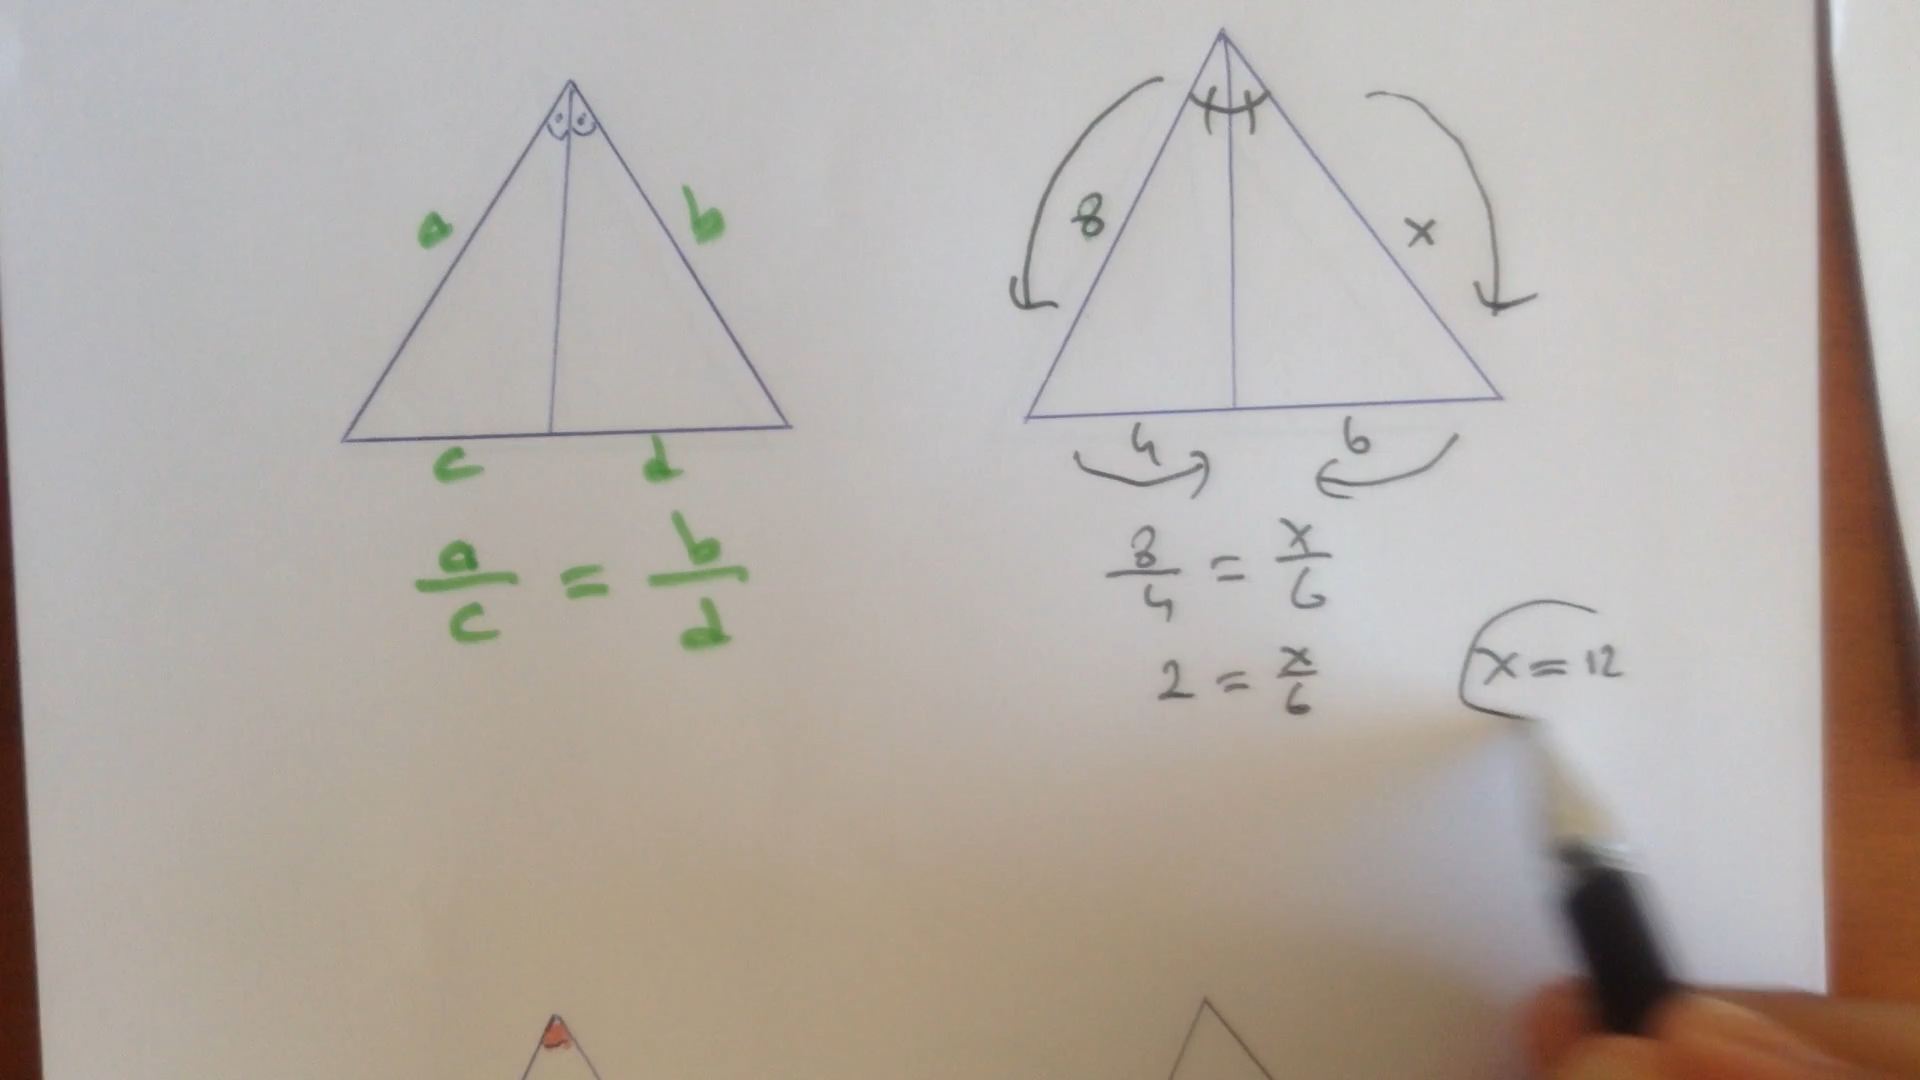 a b
c d
a/c = b/d
8 x
4 6
8/4 = x/6
2 = x/6
x = 12